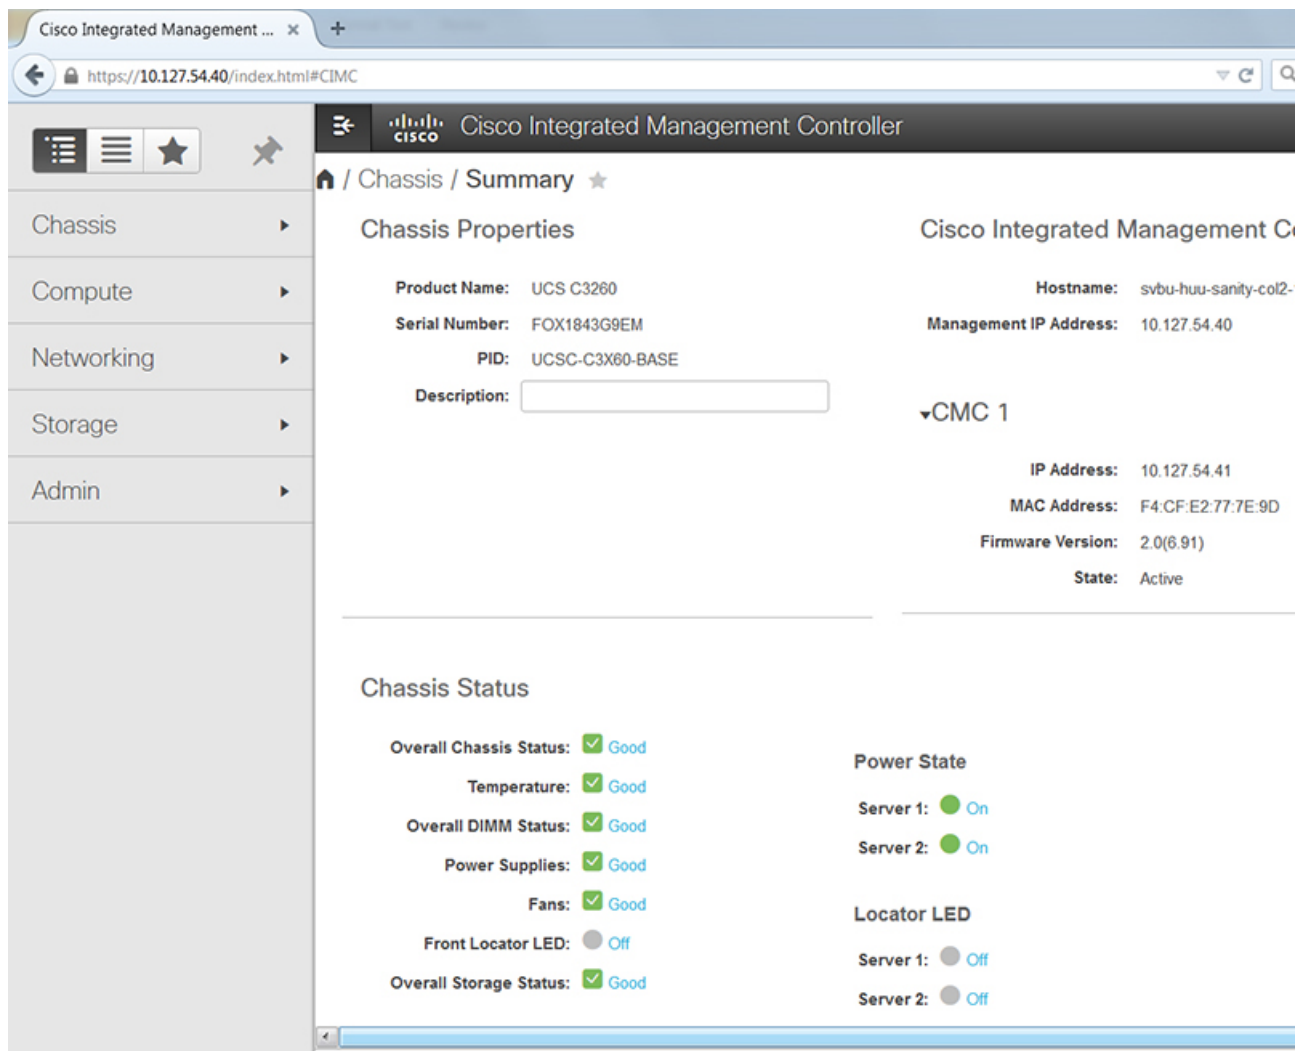 Cisco Integrated Management ...
https://10.127.54.40/index.html#CIMC
cisco Cisco Integrated Management Controller
/ Chassis / Summary
Chassis
Compute
Networking
Storage
Admin
Chassis Properties
Product Name: UCS C3260
Serial Number: FOX1843G9EM
PID: UCSC-C3X60-BASE
Description:
Cisco Integrated Management Co
Hostname: svbu-huu-sanity-col2-
Management IP Address: 10.127.54.40
CMC 1
IP Address: 10.127.54.41
MAC Address: F4:CF:E2:77:7E:9D
Firmware Version: 2.0(6.91)
State: Active
Chassis Status
Overall Chassis Status: Good
Temperature: Good
Overall DIMM Status: Good
Power Supplies: Good
Fans: Good
Front Locator LED: Off
Overall Storage Status: Good
Power State
Server 1: On
Server 2: On
Locator LED
Server 1: Off
Server 2: Off